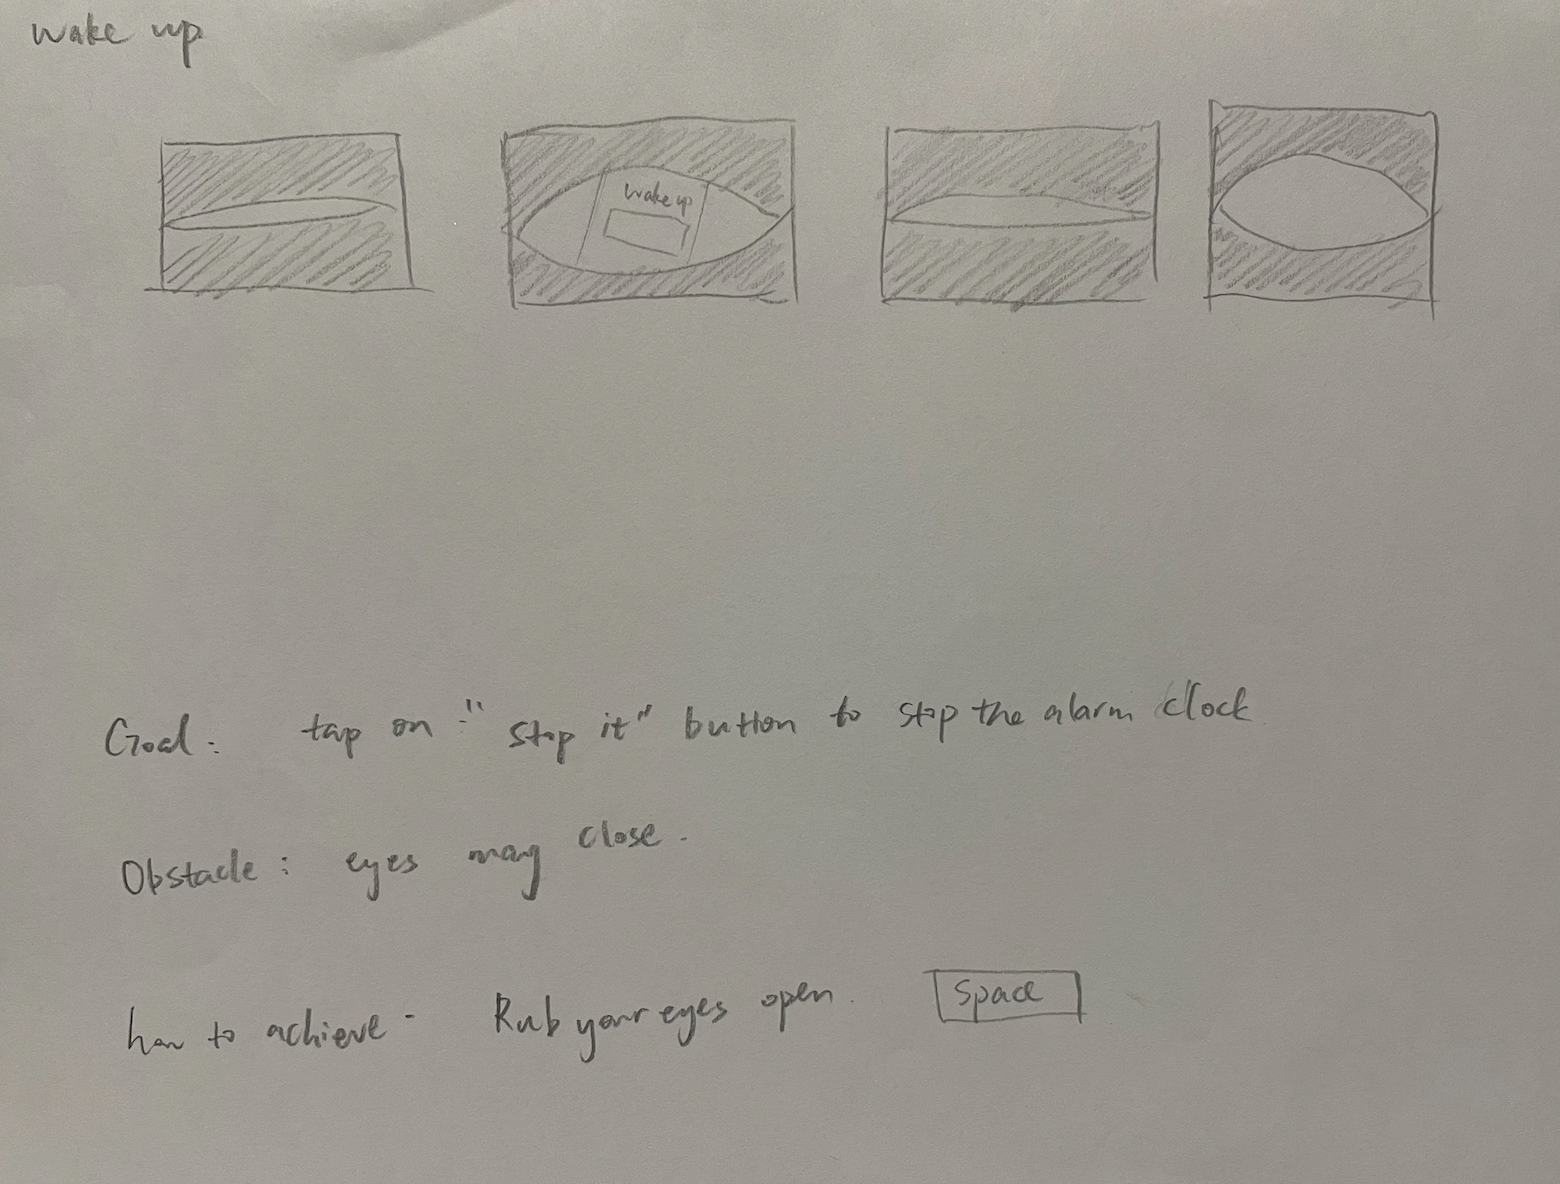 wake up
wake up
Goal: tap on "stop it" button to stop the alarm clock
Obstacle: eyes may close.
how to achieve - Rub your eyes open. Space